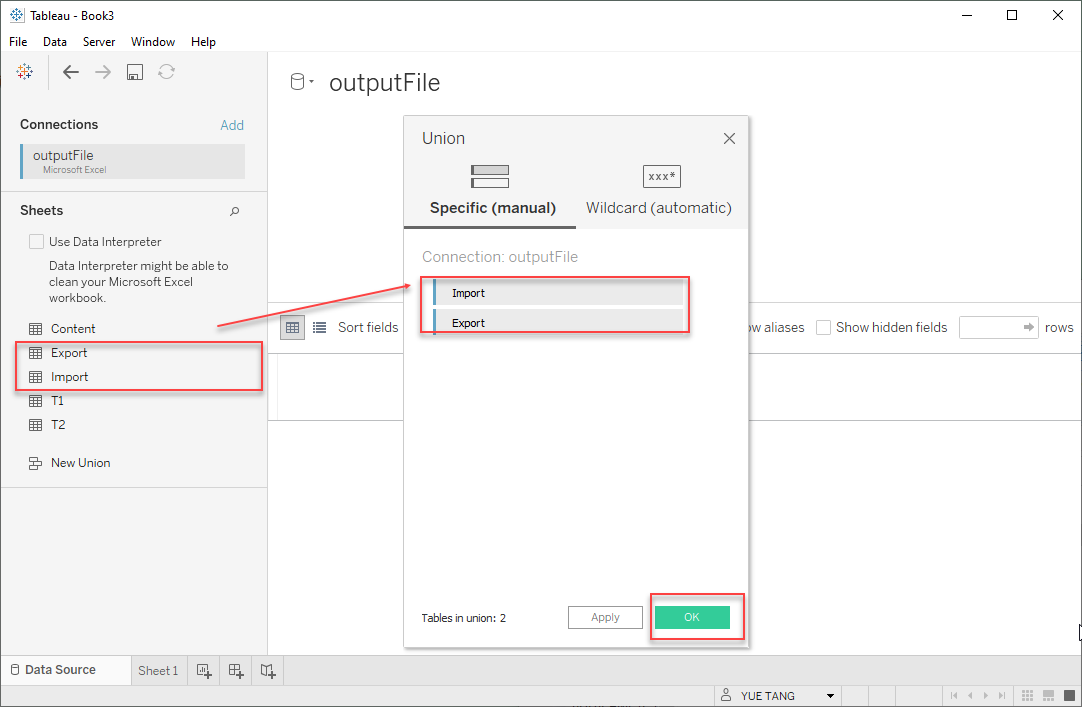 Tableau - Book3
File Data Server Window Help
Connections Add
outputFile
Microsoft Excel
Sheets
Use Data Interpreter
Data Interpreter might be able to
clean your Microsoft Excel
workbook.
Content
Export
Import
T1
T2
New Union
outputFile
Union
xxx*
Specific (manual) Wildcard (automatic)
Connection: outputFile
Import
Export
Tables in union: 2 Apply OK
Sort fields aliases Show hidden fields rows
Data Source Sheet 1
YUE TANG